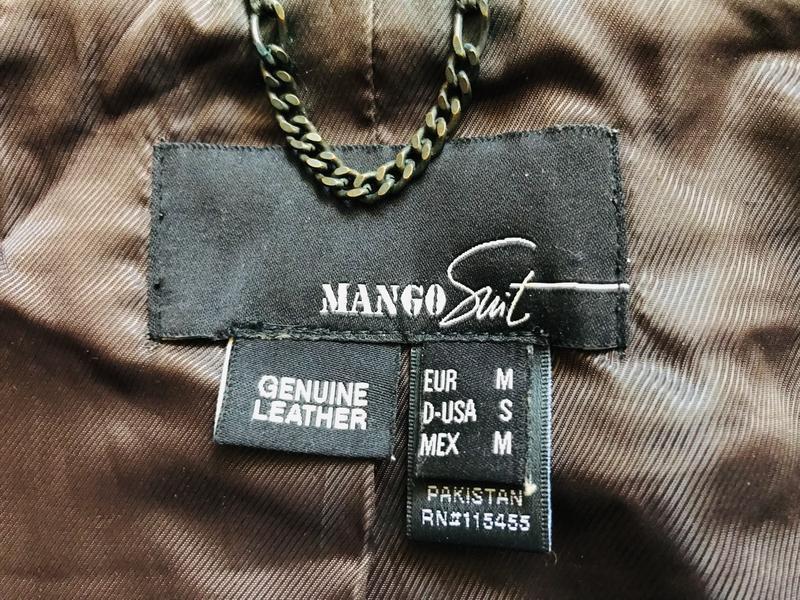 MANGO Suit
GENUINE
LEATHER
EUR M
D-USA S
MEX M
PAKISTAN
RN#115455